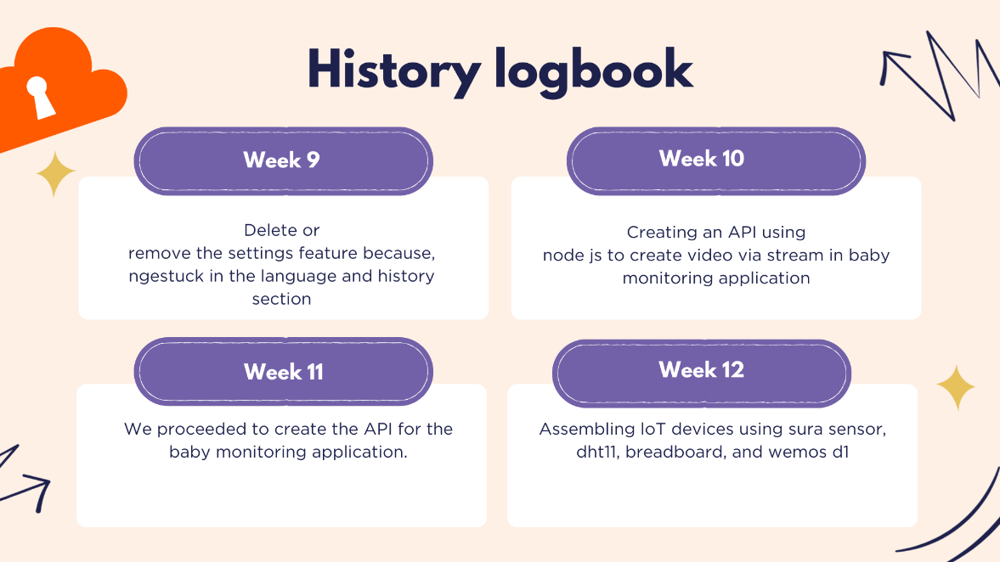 History logbook
Week 9
Delete or
remove the settings feature because,
ngestuck in the language and history
section
Week 10
Creating an API using
node js to create video via stream in baby
monitoring application
Week 11
We proceeded to create the API for the
baby monitoring application.
Week 12
Assembling IoT devices using sura sensor,
dht11, breadboard, and wemos d1